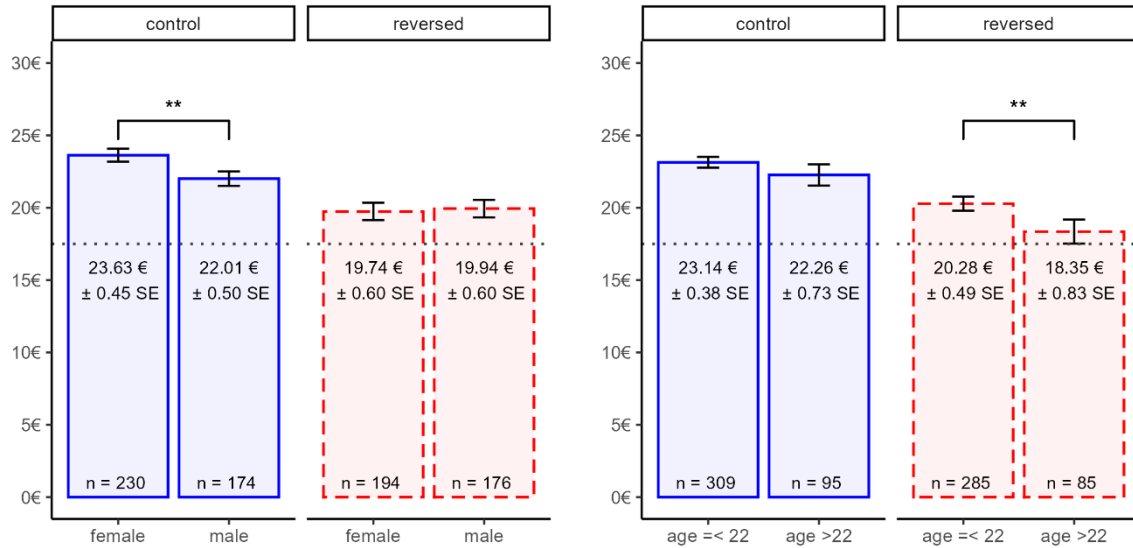 control
reversed
30€
25€
20€
15€
10€
5€
0€
**
23.63 €
± 0.45 SE
22.01 €
± 0.50 SE
19.74 €
± 0.60 SE
19.94 €
± 0.60 SE
n = 230
n = 174
n = 194
n = 176
female
male
female
male
control
reversed
30€
25€
20€
15€
10€
5€
0€
**
23.14 €
± 0.38 SE
22.26 €
± 0.73 SE
20.28 €
± 0.49 SE
18.35 €
± 0.83 SE
n = 309
n = 95
n = 285
n = 85
age =< 22
age >22
age =< 22
age >22